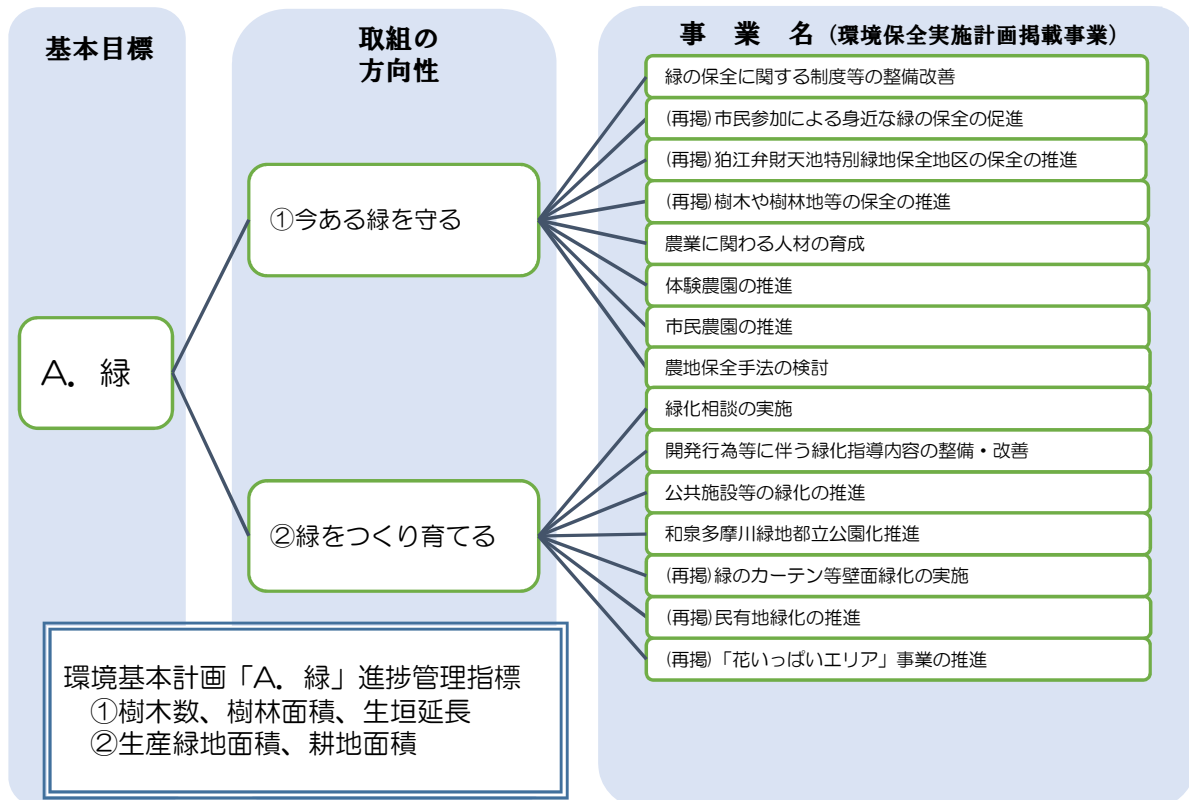 基本目標
取組の
方向性
事 業 名(環境保全実施計画掲載事業)
A. 緑
①今ある緑を守る
②緑をつくり育てる
緑の保全に関する制度等の整備改善
(再掲)市民参加による身近な緑の保全の促進
(再掲)狛江弁財天池特別緑地保全地区の保全の推進
(再掲)樹木や樹林地等の保全の推進
農業に関わる人材の育成
体験農園の推進
市民農園の推進
農地保全手法の検討
緑化相談の実施
開発行為等に伴う緑化指導内容の整備・改善
公共施設等の緑化の推進
和泉多摩川緑地都立公園化推進
(再掲)緑のカーテン等壁面緑化の実施
(再掲)民有地緑化の推進
(再掲)「花いっぱいエリア」事業の推進
環境基本計画「A. 緑」進捗管理指標
①樹木数、樹林面積、生垣延長
②生産緑地面積、耕地面積